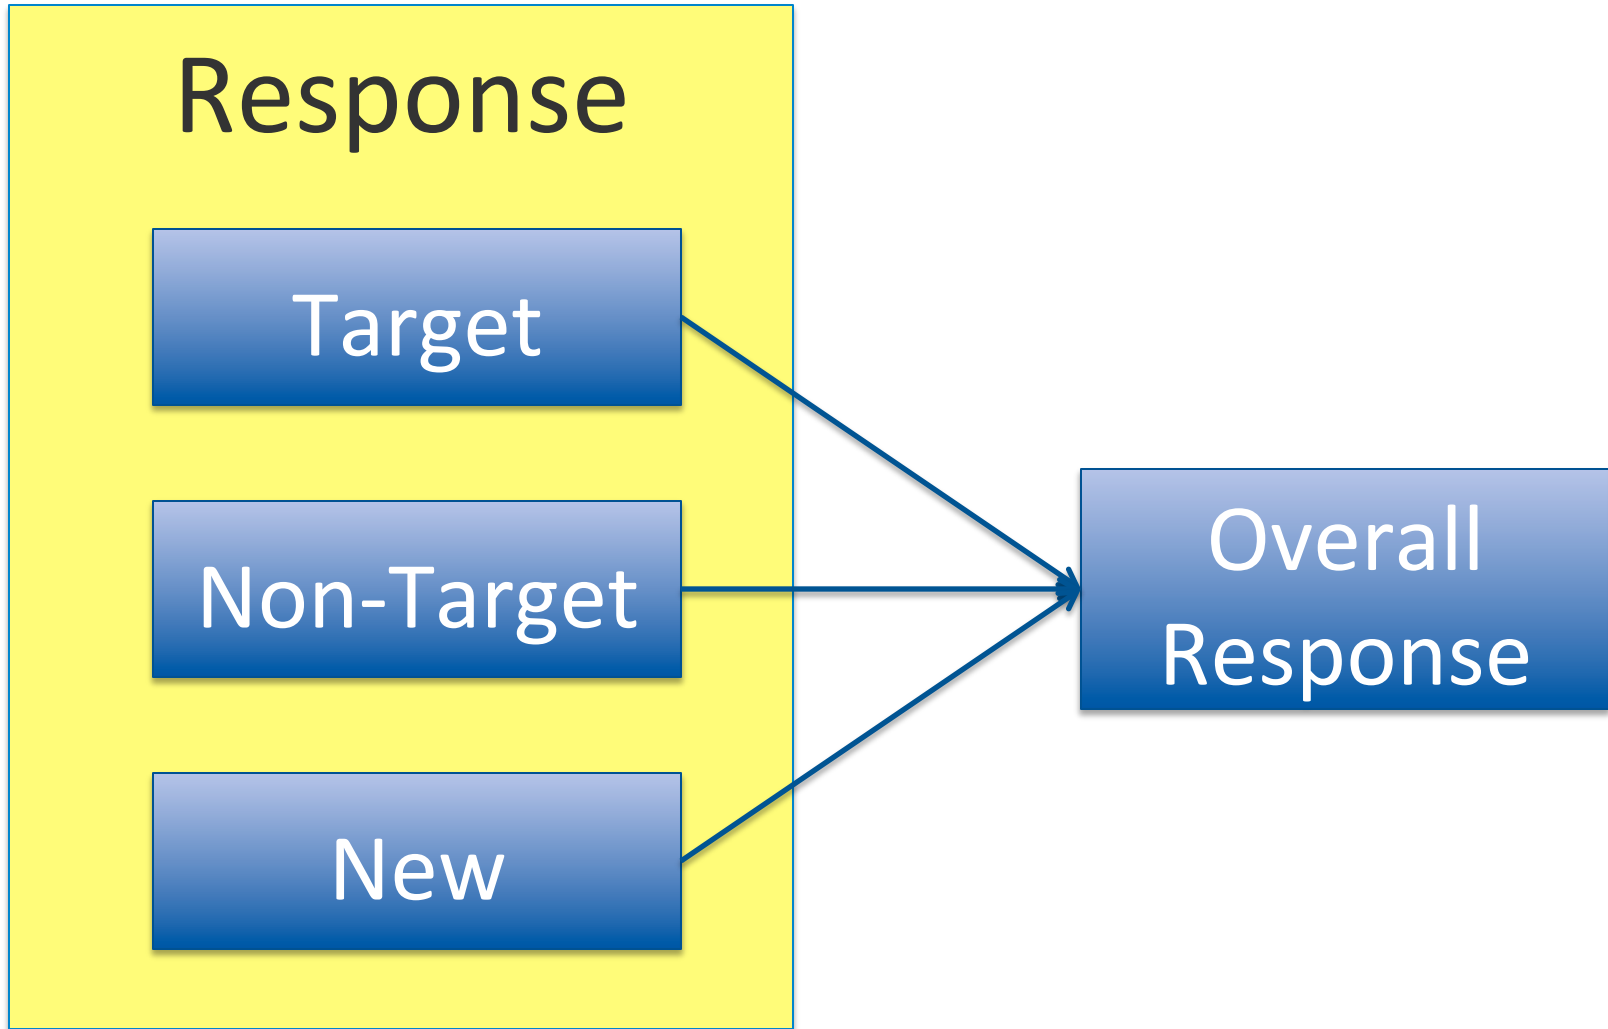 Response
Target
Non-Target
New
Overall
Response